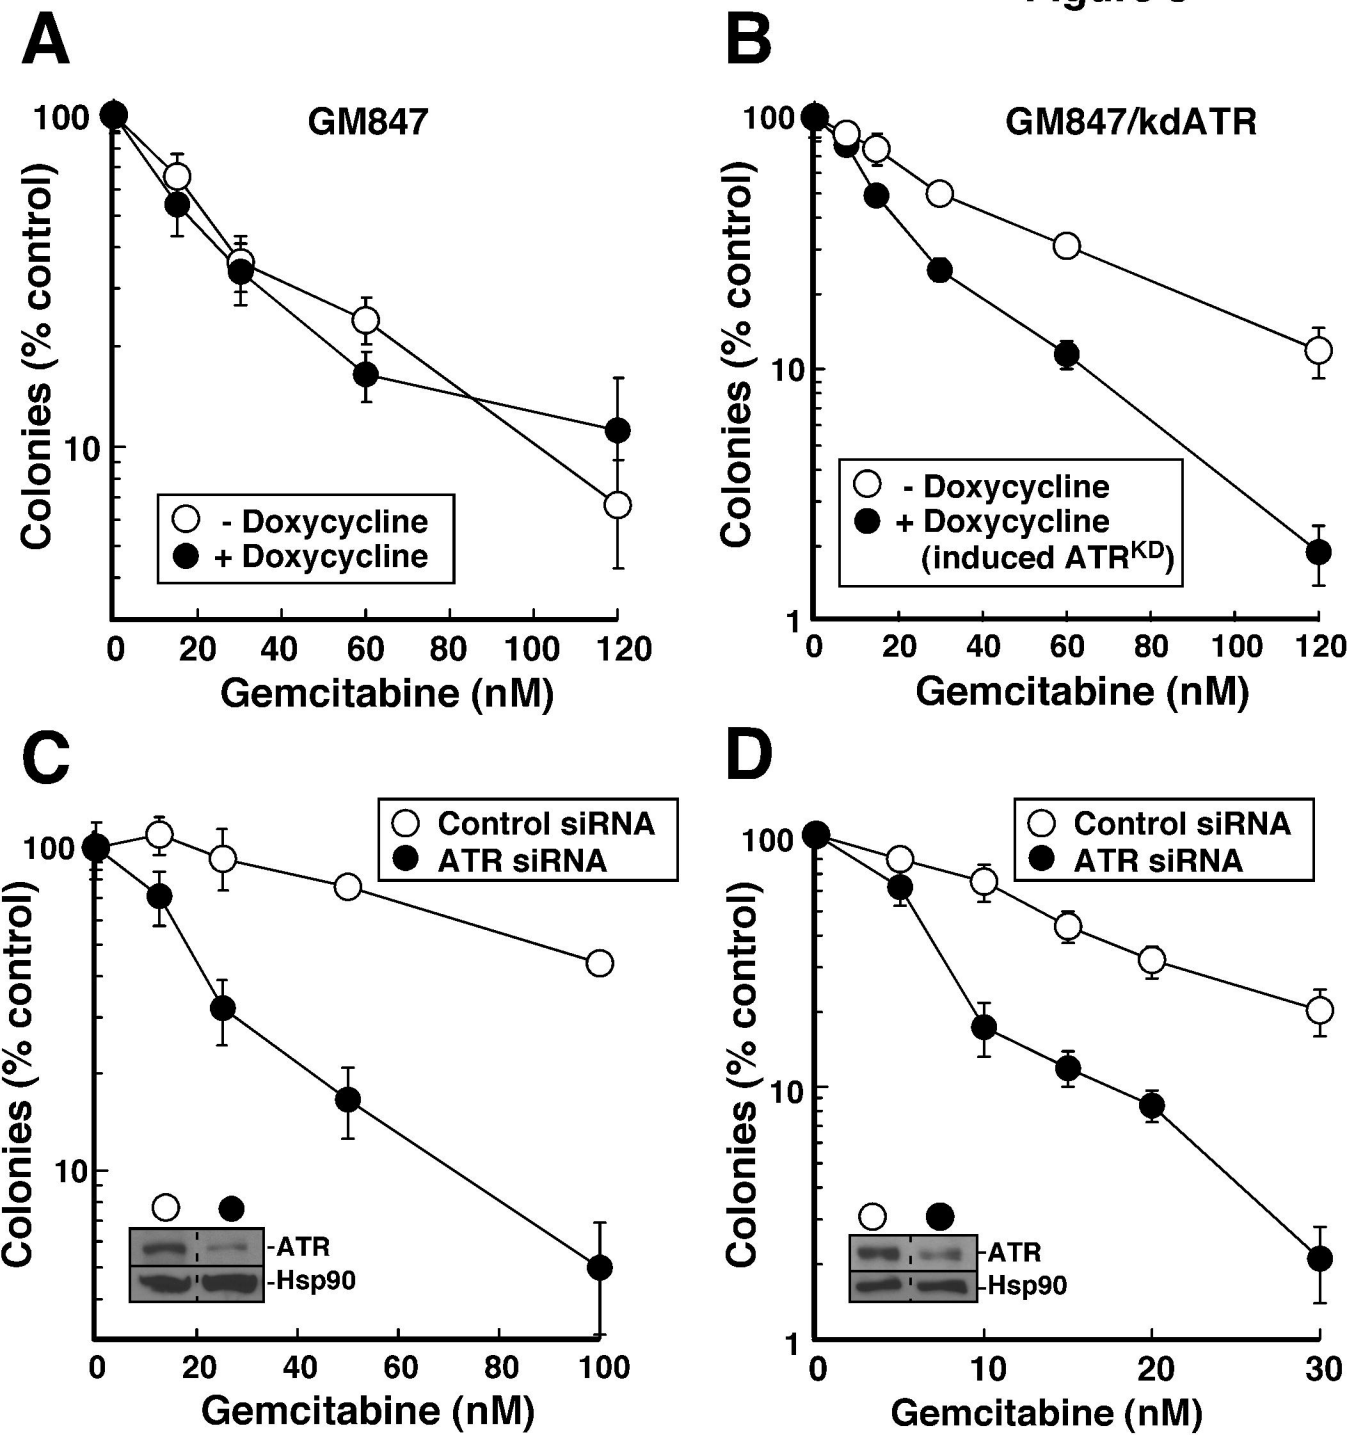 A
GM847
100
10
Colonies (% control)
- Doxycycline
+ Doxycycline
0 20 40 60 80 100 120
Gemcitabine (nM)
B
GM847/kdATR
100
10
1
Colonies (% control)
- Doxycycline
+ Doxycycline
(induced ATRKD)
0 20 40 60 80 100 120
Gemcitabine (nM)
C
Control siRNA
ATR siRNA
100
10
Colonies (% control)
-ATR
-Hsp90
0 20 40 60 80 100
Gemcitabine (nM)
D
Control siRNA
ATR siRNA
100
10
1
Colonies (% control)
-ATR
-Hsp90
0 10 20 30
Gemcitabine (nM)